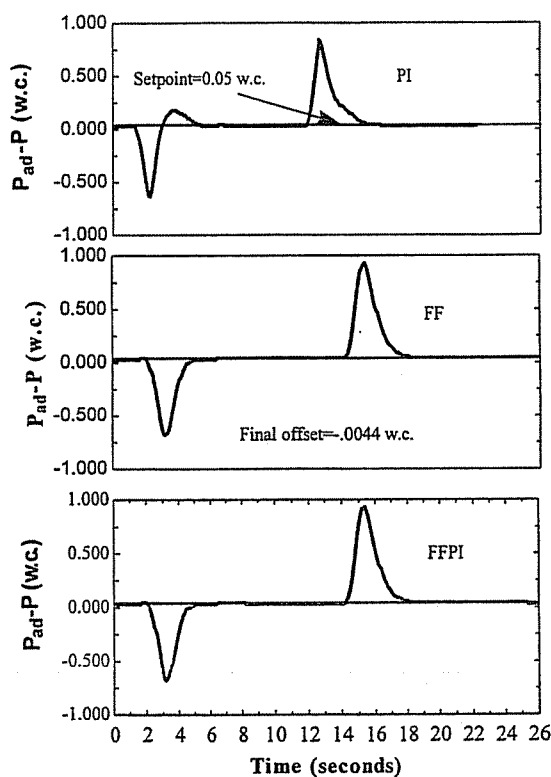 1.000
0.500
0.000
-0.500
-1.000
Pad-P (w.c.)
Setpoint=0.05 w.c.
PI
1.000
0.500
0.000
-0.500
-1.000
Pad-P (w.c.)
FF
Final offset=-.0044 w.c.
1.000
0.500
0.000
-0.500
-1.000
Pad-P (w.c.)
FFPI
0 2 4 6 8 10 12 14 16 18 20 22 24 26
Time (seconds)